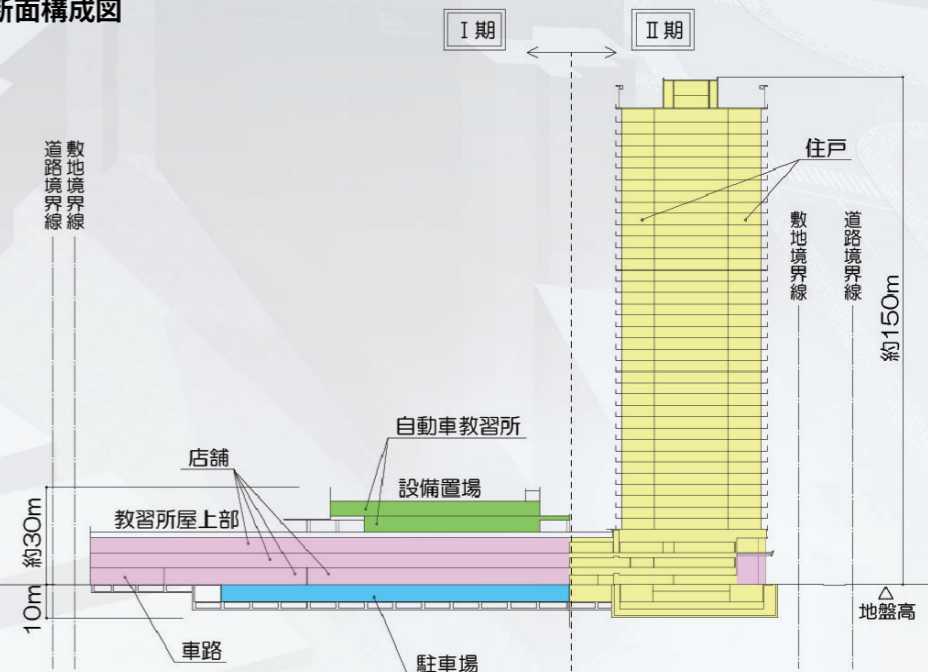 断面構成図
Ⅰ期
Ⅱ期
道路境界線
敷地境界線
住戸
敷地境界線
道路境界線
約150m
自動車教習所
店舗
設備置場
教習所屋上部
約30m
10m
地盤高
車路
駐車場